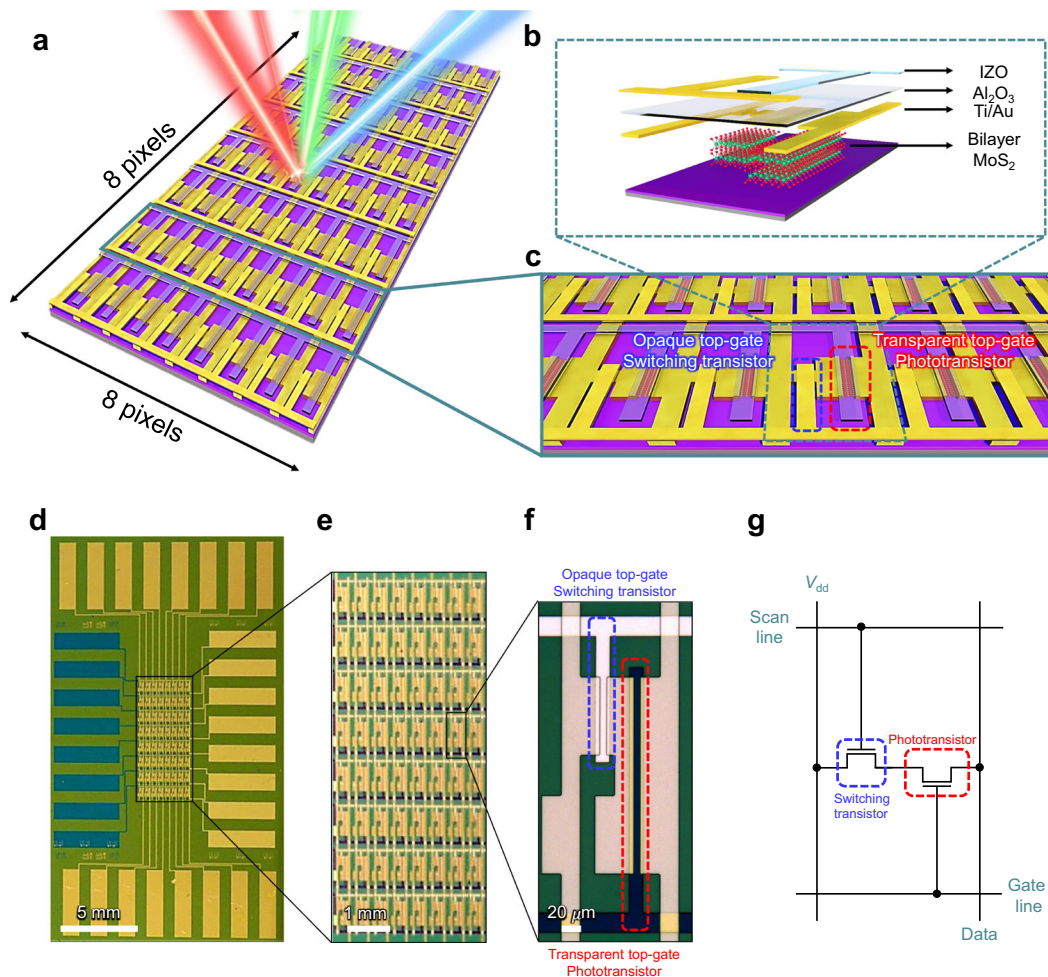 a
8 pixels
8 pixels
b
IZO
Al₂O₃
Ti/Au
Bilayer
MoS₂
c
Opaque top-gate
Switching transistor
Transparent top-gate
Phototransistor
d
5 mm
e
1 mm
f
Opaque top-gate
Switching transistor
20 μm
Transparent top-gate
Phototransistor
g
V_dd
Scan
line
Phototransistor
Switching
transistor
Gate
line
Data